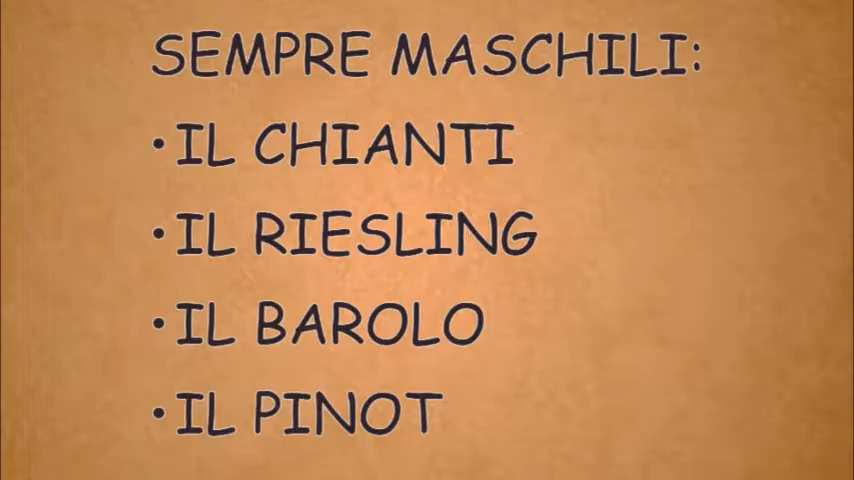 SEMPRE MASCHILI:
• IL CHIANTI
• IL RIESLING
• IL BAROLO
• IL PINOT